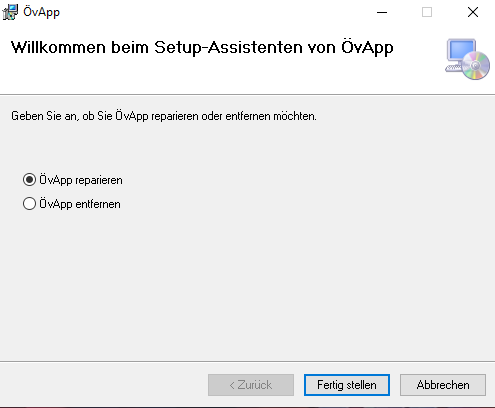 ÖvApp
Willkommen beim Setup-Assistenten von ÖvApp
Geben Sie an, ob Sie ÖvApp reparieren oder entfernen möchten.
ÖvApp reparieren
ÖvApp entfernen
< Zurück Fertig stellen Abbrechen